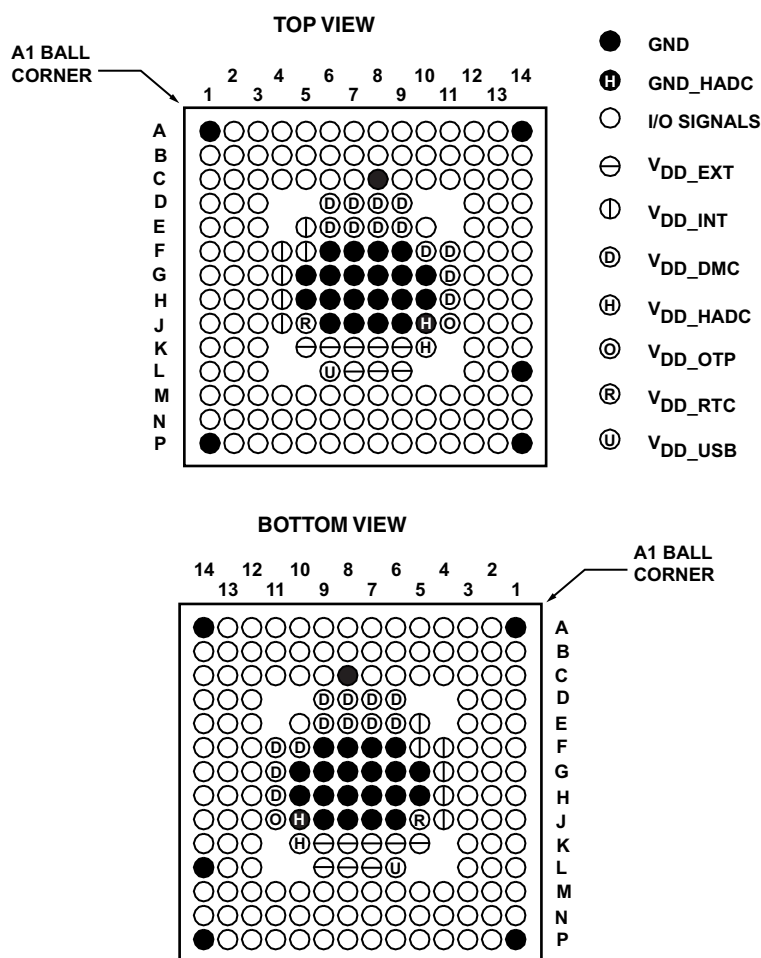 TOP VIEW
A1 BALL
CORNER
2 4 6 8 10 12 14
1 3 5 7 9 11 13
A
B
C
D D D D
E D D D D
F D D
G D
H D
J R H O
K H
L U
M
N
P
GND
H GND_HADC
I/O SIGNALS
VDD_EXT
VDD_INT
D VDD_DMC
H VDD_HADC
O VDD_OTP
R VDD_RTC
U VDD_USB
BOTTOM VIEW
A1 BALL
CORNER
14 12 10 8 6 4 2
13 11 9 7 5 3 1
A
B
C
D D D D D
D D D D E
D D F
D G
D H
O H R J
H K
U L
M
N
P